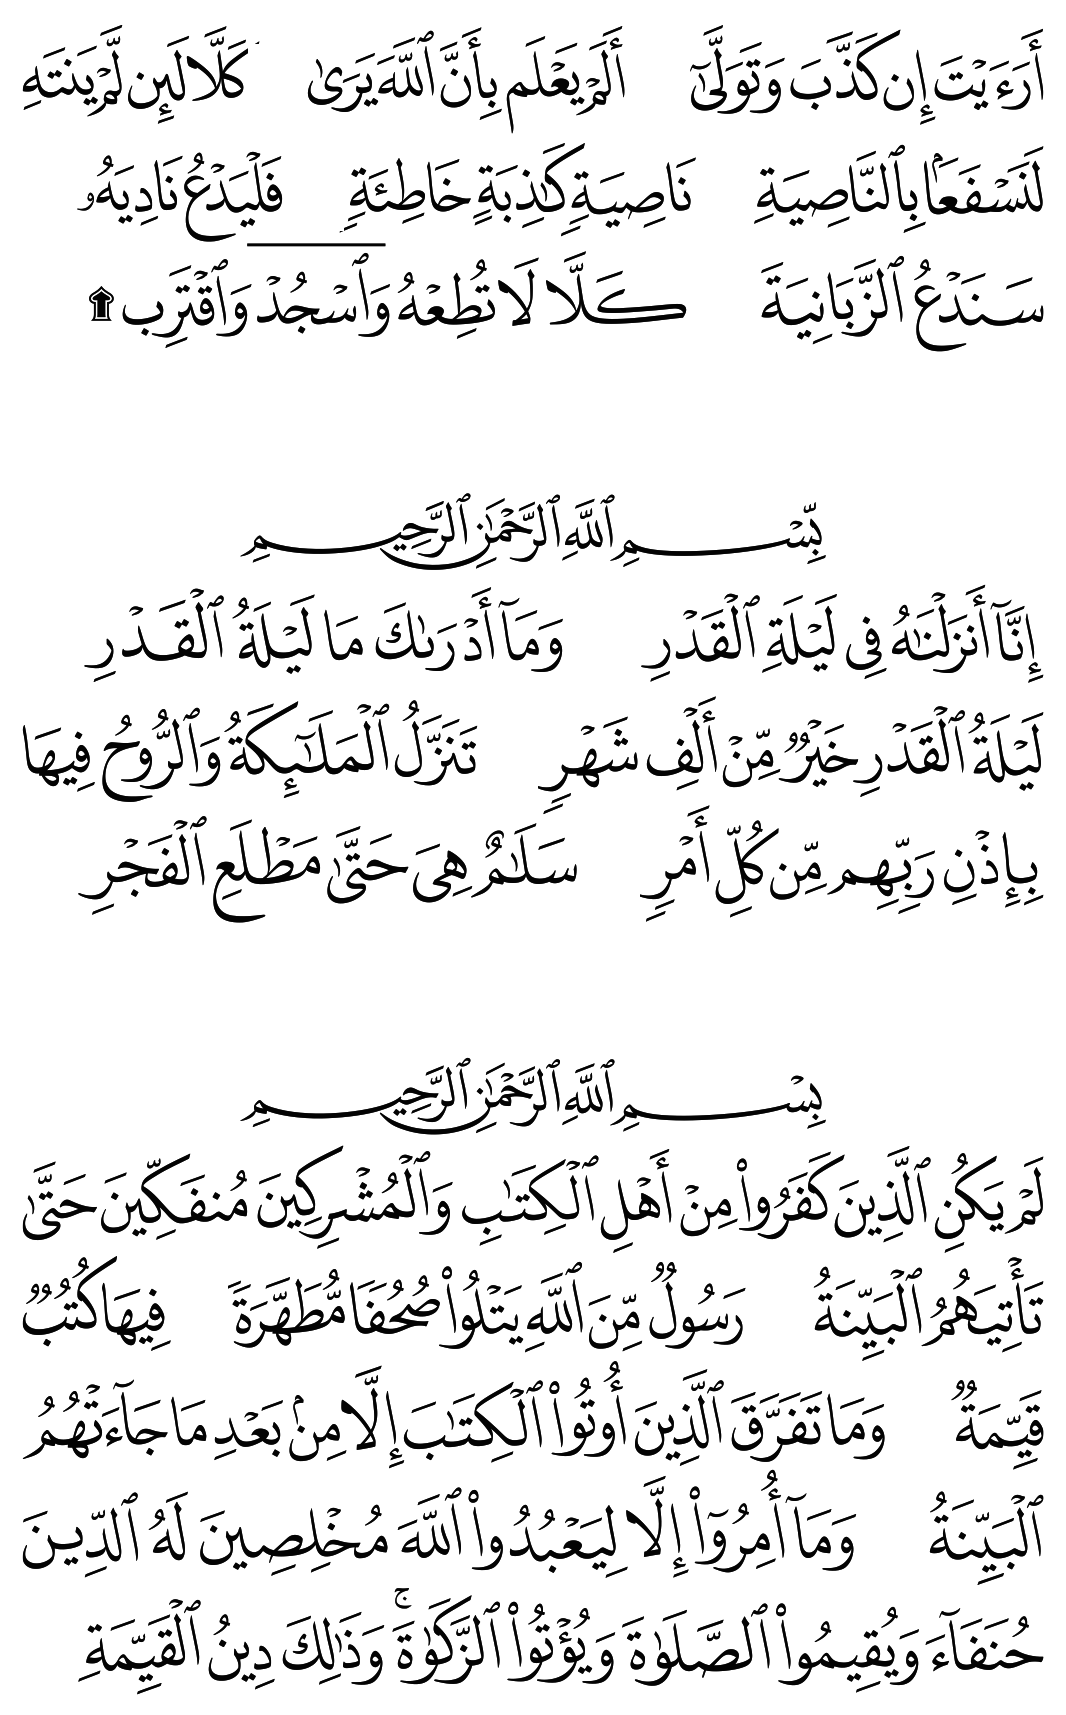 أَرَءَيْتَ إِن كَذَّبَ وَتَوَلَّىٰٓ أَلَمْ يَعْلَم بِأَنَّ ٱللَّهَ يَرَىٰ كَلَّا لَئِن لَّمْ يَنتَهِ
لَنَسْفَعًۢا بِٱلنَّاصِيَةِ نَاصِيَةٍ كَٰذِبَةٍ خَاطِئَةٍ فَلْيَدْعُ نَادِيَهُۥ
سَنَدْعُ ٱلزَّبَانِيَةَ كَلَّا لَا تُطِعْهُ وَٱسْجُدْ وَٱقْتَرِب ۩
بِّسْمِ ٱللَّهِ ٱلرَّحْمَٰنِ ٱلرَّحِيمِ
إِنَّآ أَنزَلْنَٰهُ فِى لَيْلَةِ ٱلْقَدْرِ وَمَآ أَدْرَىٰكَ مَا لَيْلَةُ ٱلْقَدْرِ
لَيْلَةُ ٱلْقَدْرِ خَيْرٌ مِّنْ أَلْفِ شَهْرٍ تَنَزَّلُ ٱلْمَلَٰٓئِكَةُ وَٱلرُّوحُ فِيهَا
بِإِذْنِ رَبِّهِم مِّن كُلِّ أَمْرٍ سَلَٰمٌ هِىَ حَتَّىٰ مَطْلَعِ ٱلْفَجْرِ
بِسْمِ ٱللَّهِ ٱلرَّحْمَٰنِ ٱلرَّحِيمِ
لَمْ يَكُنِ ٱلَّذِينَ كَفَرُوا۟ مِنْ أَهْلِ ٱلْكِتَٰبِ وَٱلْمُشْرِكِينَ مُنفَكِّينَ حَتَّىٰ
تَأْتِيَهُمُ ٱلْبَيِّنَةُ رَسُولٌ مِّنَ ٱللَّهِ يَتْلُوا۟ صُحُفًا مُّطَهَّرَةً فِيهَا كُتُبٌ
قَيِّمَةٌ وَمَا تَفَرَّقَ ٱلَّذِينَ أُوتُوا۟ ٱلْكِتَٰبَ إِلَّا مِنۢ بَعْدِ مَا جَآءَتْهُمُ
ٱلْبَيِّنَةُ وَمَآ أُمِرُوٓا۟ إِلَّا لِيَعْبُدُوا۟ ٱللَّهَ مُخْلِصِينَ لَهُ ٱلدِّينَ
حُنَفَآءَ وَيُقِيمُوا۟ ٱلصَّلَوٰةَ وَيُؤْتُوا۟ ٱلزَّكَوٰةَ ۚ وَذَٰلِكَ دِينُ ٱلْقَيِّمَةِ